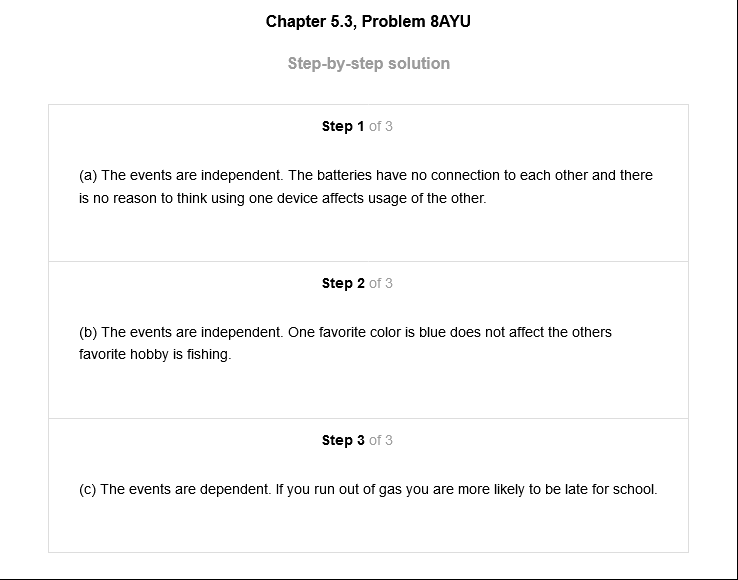 Chapter 5.3, Problem 8AYU
Step-by-step solution
Step 1 of 3
(a) The events are independent. The batteries have no connection to each other and there
is no reason to think using one device affects usage of the other.
Step 2 of 3
(b) The events are independent. One favorite color is blue does not affect the others
favorite hobby is fishing.
Step 3 of 3
(c) The events are dependent. If you run out of gas you are more likely to be late for school.